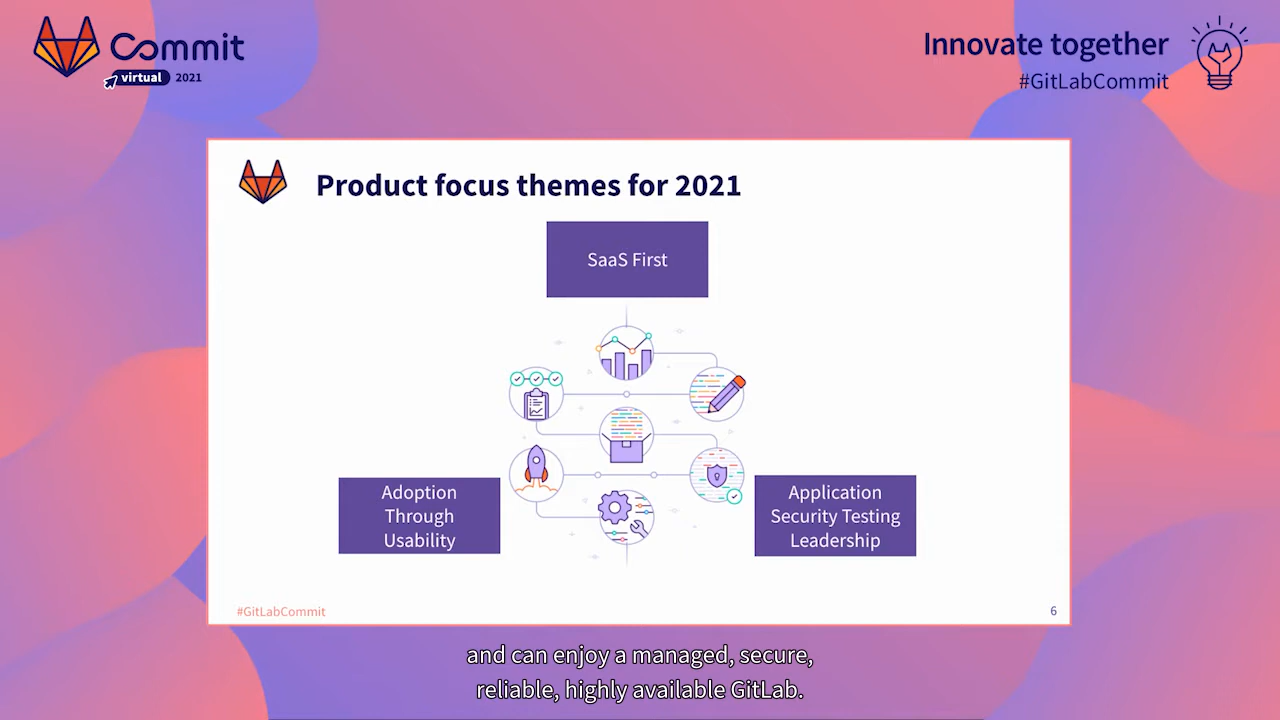 Commit
virtual 2021
Innovate together
#GitLabCommit
Product focus themes for 2021
SaaS First
Adoption
Through
Usability
Application
Security Testing
Leadership
#GitLabCommit
6
and can enjoy a managed, secure,
reliable, highly available GitLab.